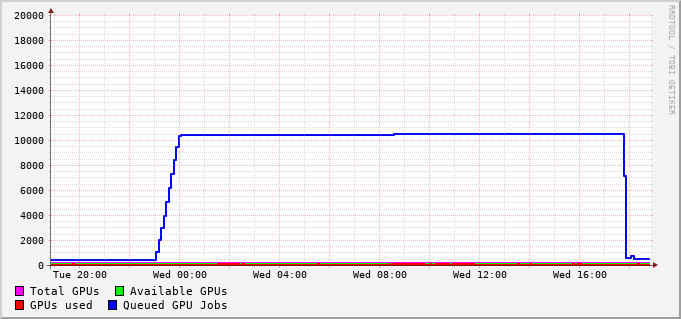 20000
18000
16000
14000
12000
10000
8000
6000
4000
2000
0
Tue 20:00 Wed 00:00 Wed 04:00 Wed 08:00 Wed 12:00 Wed 16:00
Total GPUs Available GPUs
GPUs used Queued GPU Jobs
RRDTOOL / TOBI OETIKER